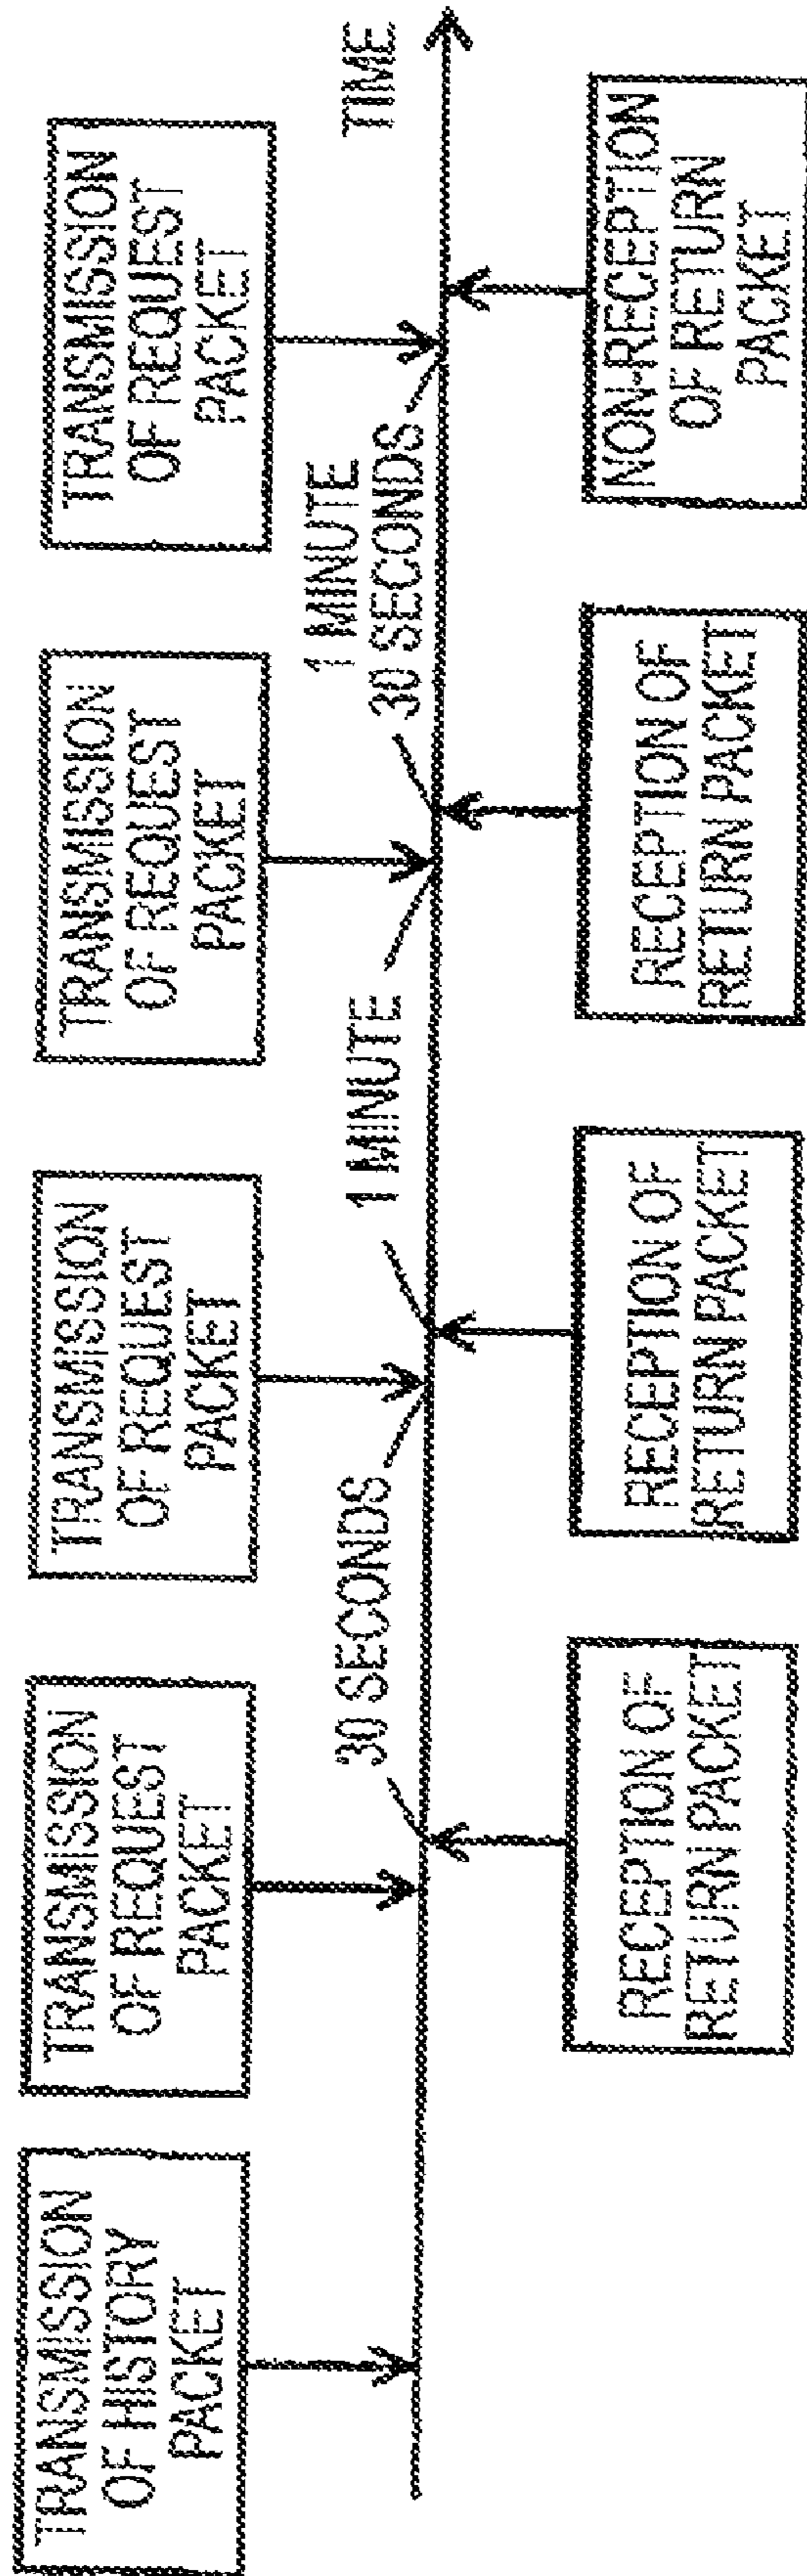 TRANSMISSION
OF HISTORY
PACKET
TRANSMISSION
OF REQUEST
PACKET
TRANSMISSION
OF REQUEST
PACKET
TRANSMISSION
OF REQUEST
PACKET
TRANSMISSION
OF REQUEST
PACKET
30 SECONDS
1 MINUTE
1 MINUTE
30 SECONDS
TIME
RECEPTION OF
RETURN PACKET
RECEPTION OF
RETURN PACKET
RECEPTION OF
RETURN PACKET
NON-RECEPTION
OF RETURN
PACKET